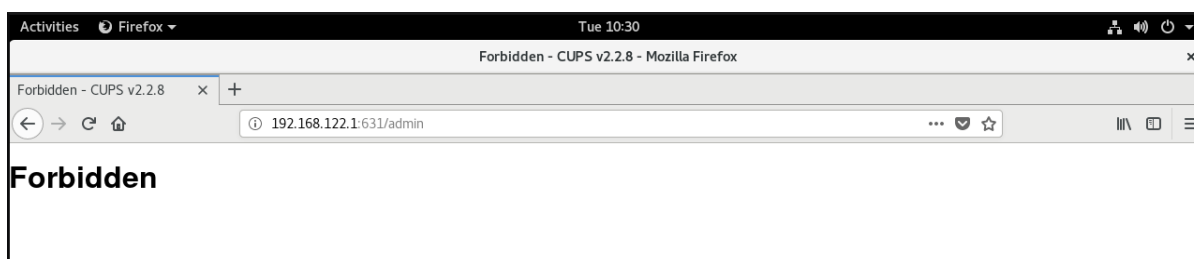 Activities Firefox Tue 10:30
Forbidden - CUPS v2.2.8 - Mozilla Firefox
Forbidden - CUPS v2.2.8
192.168.122.1:631/admin
Forbidden